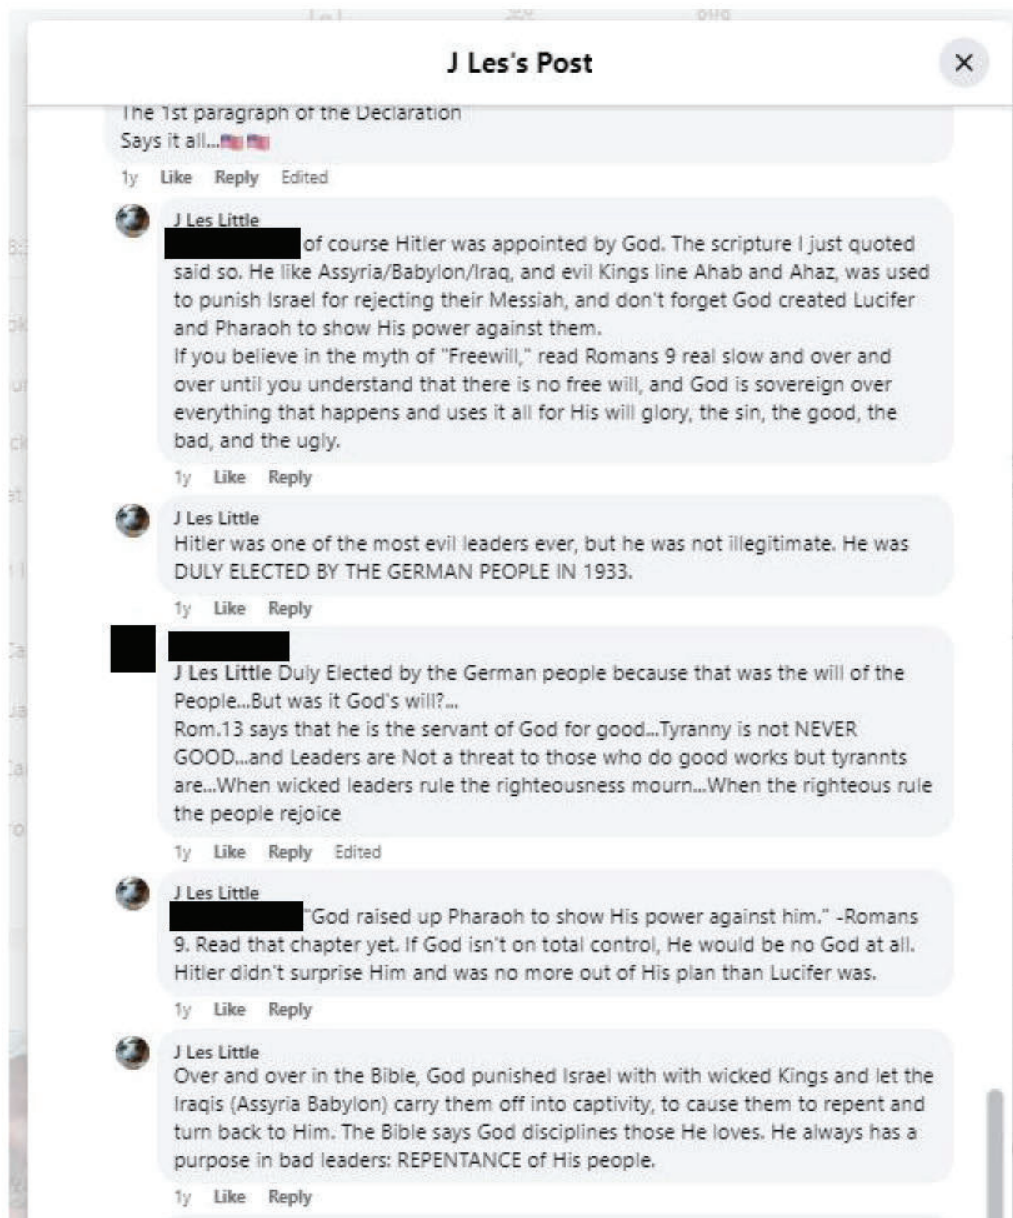 J Les's Post
The 1st paragraph of the Declaration
Says it all...🇺🇸🇺🇸
1y Like Reply Edited
J Les Little
of course Hitler was appointed by God. The scripture I just quoted
said so. He like Assyria/Babylon/Iraq, and evil Kings line Ahab and Ahaz, was used
to punish Israel for rejecting their Messiah, and don't forget God created Lucifer
and Pharaoh to show His power against them.
If you believe in the myth of "Freewill," read Romans 9 real slow and over and
over until you understand that there is no free will, and God is sovereign over
everything that happens and uses it all for His will glory, the sin, the good, the
bad, and the ugly.
1y Like Reply
J Les Little
Hitler was one of the most evil leaders ever, but he was not illegitimate. He was
DULY ELECTED BY THE GERMAN PEOPLE IN 1933.
1y Like Reply
J Les Little Duly Elected by the German people because that was the will of the
People...But was it God's will?...
Rom.13 says that he is the servant of God for good...Tyranny is not NEVER
GOOD...and Leaders are Not a threat to those who do good works but tyrannts
are...When wicked leaders rule the righteousness mourn...When the righteous rule
the people rejoice
1y Like Reply Edited
J Les Little
"God raised up Pharaoh to show His power against him." -Romans
9. Read that chapter yet. If God isn't on total control, He would be no God at all.
Hitler didn't surprise Him and was no more out of His plan than Lucifer was.
1y Like Reply
J Les Little
Over and over in the Bible, God punished Israel with with wicked Kings and let the
Iraqis (Assyria Babylon) carry them off into captivity, to cause them to repent and
turn back to Him. The Bible says God disciplines those He loves. He always has a
purpose in bad leaders: REPENTANCE of His people.
1y Like Reply